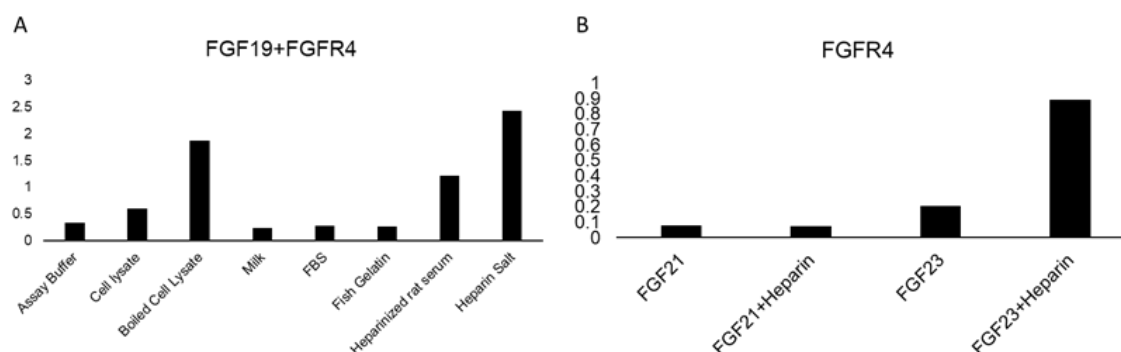 A
FGF19+FGFR4
3
2.5
2
1.5
1
0.5
0
Assay Buffer
Cell lysate
Boiled Cell Lysate
Milk
FBS
Fish Gelatin
Heparinized rat serum
Heparin Salt
B
FGFR4
1
0.9
0.8
0.7
0.6
0.5
0.4
0.3
0.2
0.1
0
FGF21
FGF21+Heparin
FGF23
FGF23+Heparin